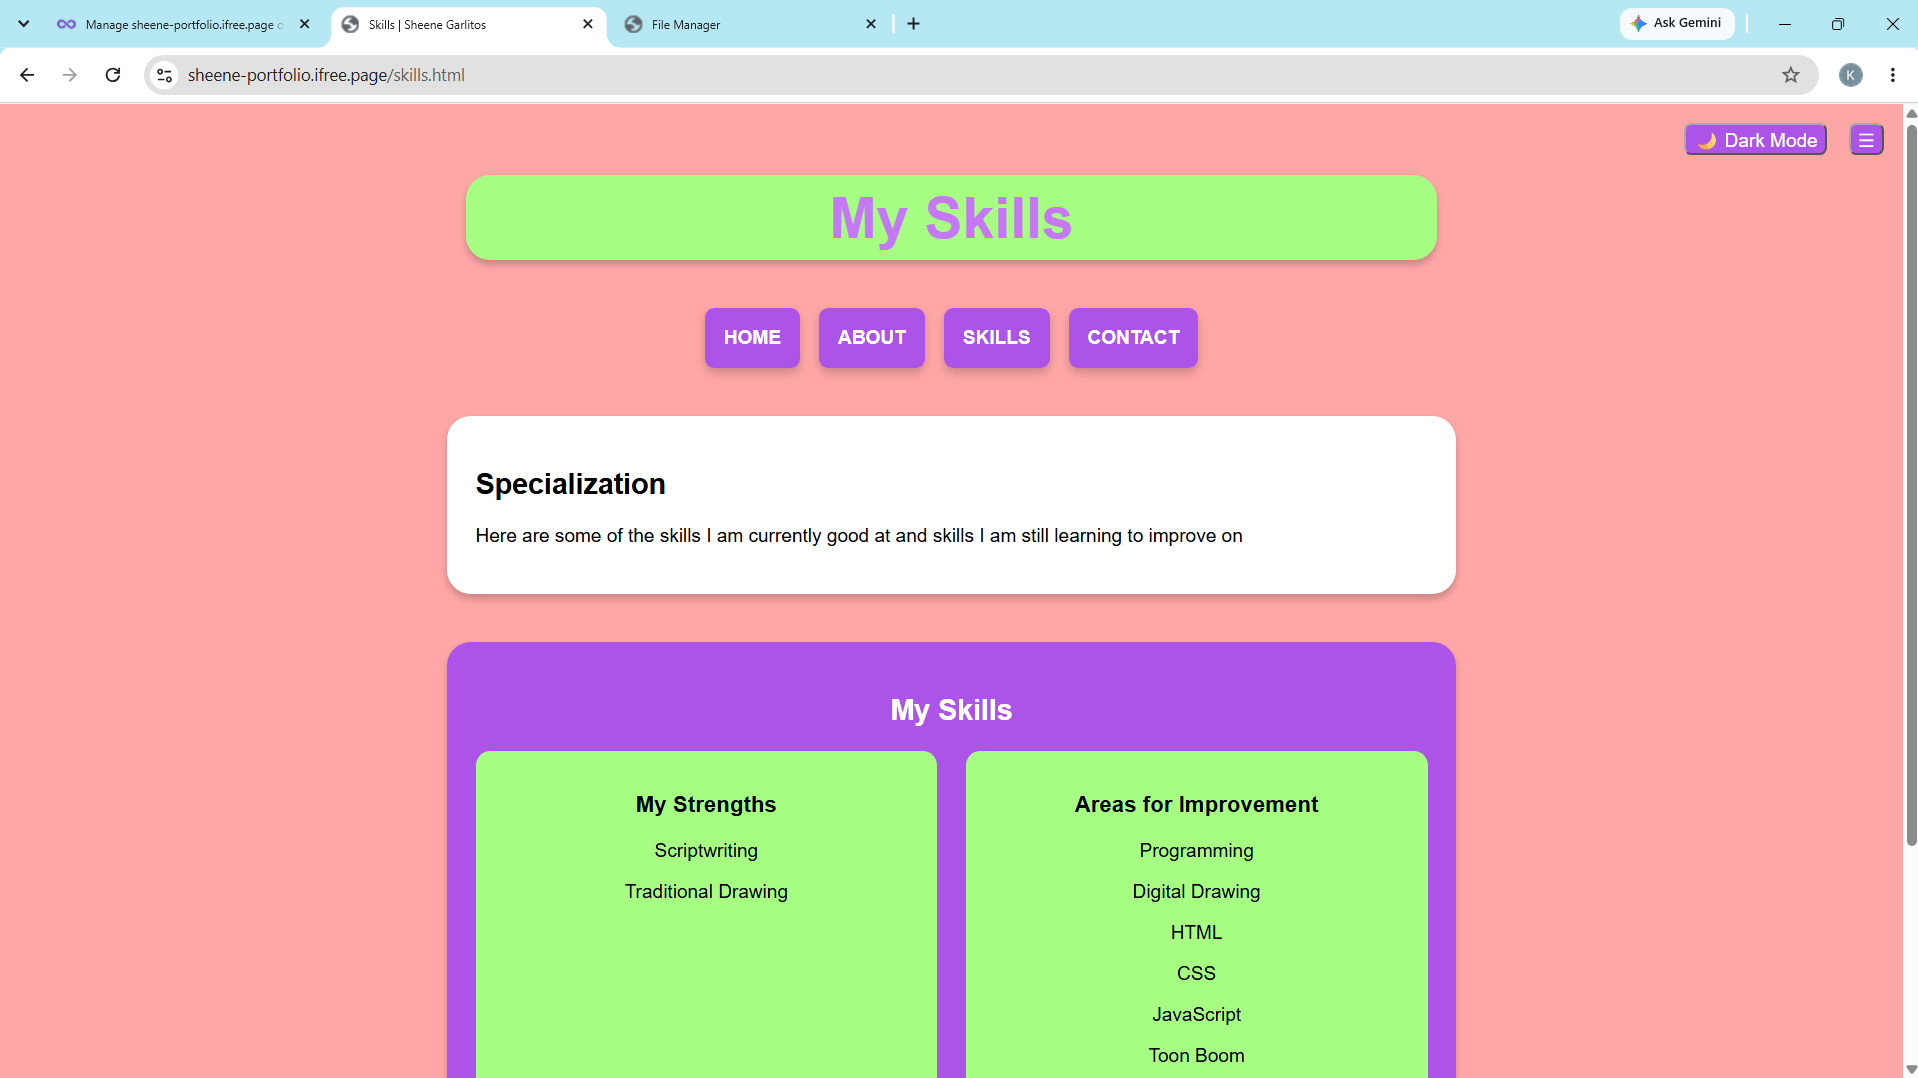 Manage sheene-portfolio.ifree.page
Skills | Sheene Garlitos
File Manager
Ask Gemini
sheene-portfolio.ifree.page/skills.html
K
Dark Mode
My Skills
HOME
ABOUT
SKILLS
CONTACT
Specialization
Here are some of the skills I am currently good at and skills I am still learning to improve on
My Skills
My Strengths
Scriptwriting
Traditional Drawing
Areas for Improvement
Programming
Digital Drawing
HTML
CSS
JavaScript
Toon Boom